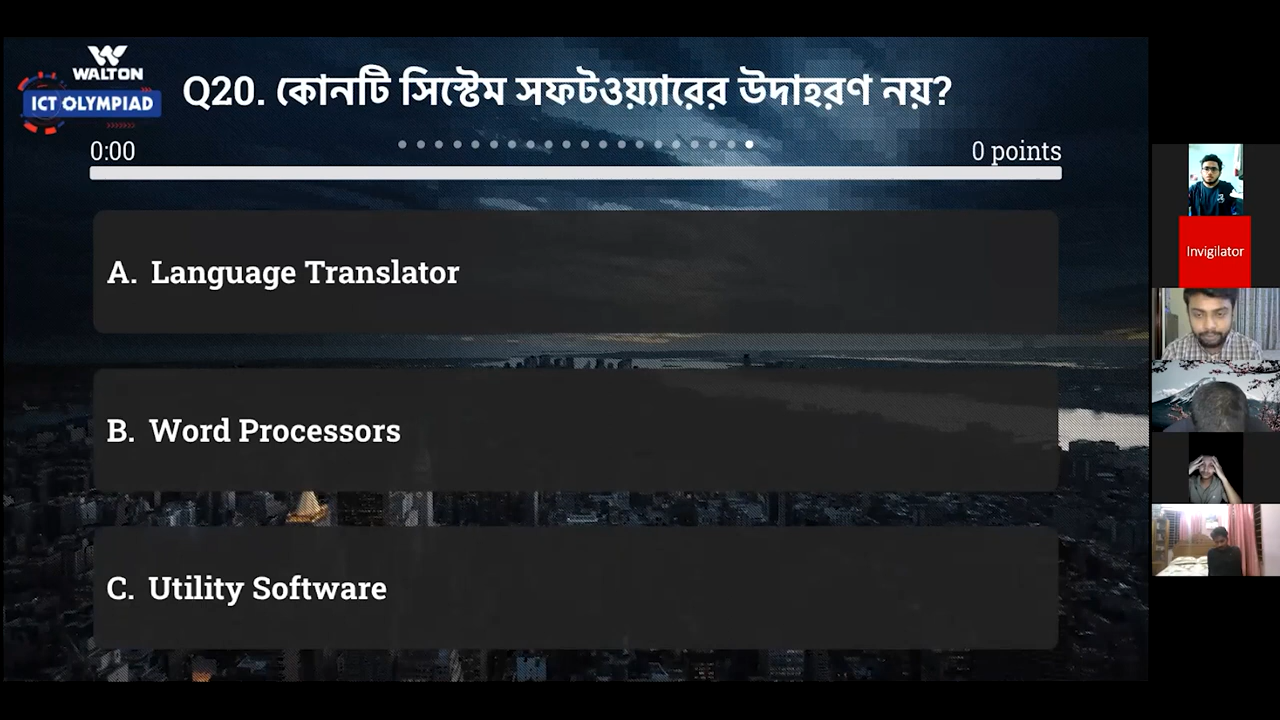 WALTON
ICT OLYMPIAD
Q20. কোনটি সিস্টেম সফটওয়্যারের উদাহরণ নয়?
0:00
0 points
A. Language Translator
B. Word Processors
C. Utility Software
Invigilator